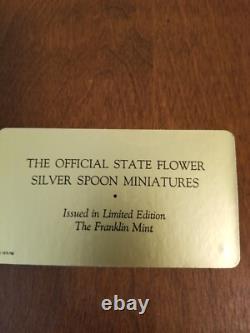 THE OFFICIAL STATE FLOWER
SILVER SPOON MINIATURES
•
Issued in Limited Edition
The Franklin Mint